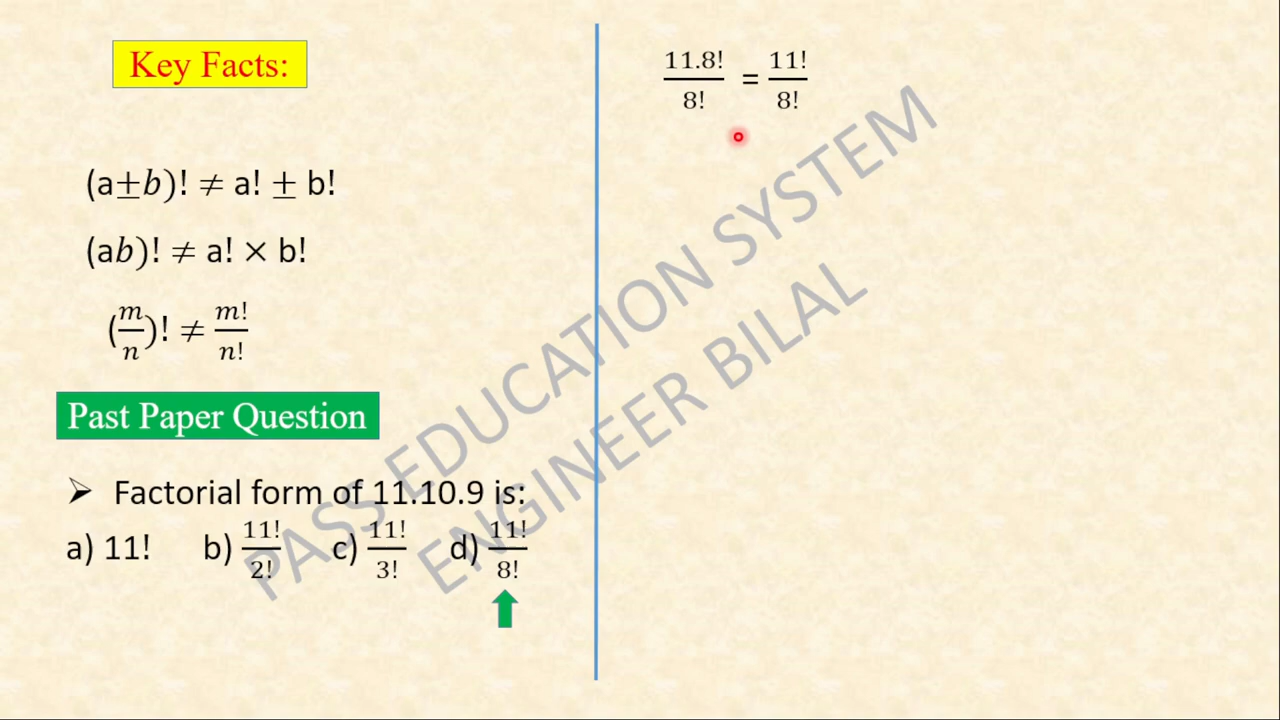 Key Facts:
(a±b)! ≠ a! ± b!
(ab)! ≠ a! × b!
(m/n)! ≠ m!/n!
Past Paper Question
➢ Factorial form of 11.10.9 is:
a) 11! b) 11!/2! c) 11!/3! d) 11!/8!
11.8!/8! = 11!/8!
PASS EDUCATION SYSTEM
ENGINEER BILAL